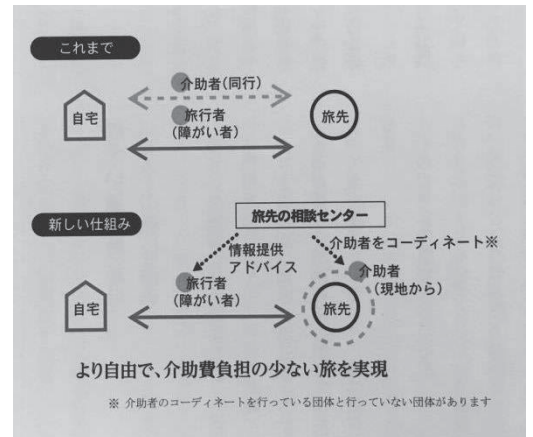 これまで
介助者(同行)
旅行者
(障がい者)
自宅
旅先
新しい仕組み
旅先の相談センター
情報提供
アドバイス
介助者をコーディネート※
旅行者
(障がい者)
介助者
(現地から)
自宅
旅先
より自由で、介助費負担の少ない旅を実現
※ 介助者のコーディネートを行っている団体と行っていない団体があります